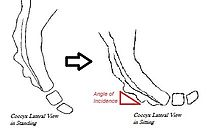 Angle of
Incidence
Coccyx Lateral View
in Standing
Coccyx Lateral View
in Sitting